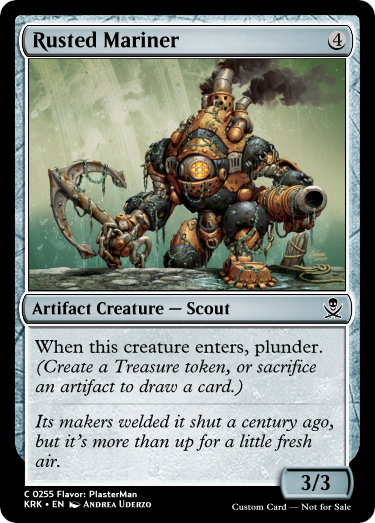 Rusted Mariner 4
Artifact Creature — Scout
When this creature enters, plunder.
(Create a Treasure token, or sacrifice
an artifact to draw a card.)
Its makers welded it shut a century ago,
but it's more than up for a little fresh
air.
3/3
C 0255 Flavor: PlasterMan
KRK • EN Andrea Uderzo
Custom Card — Not for Sale